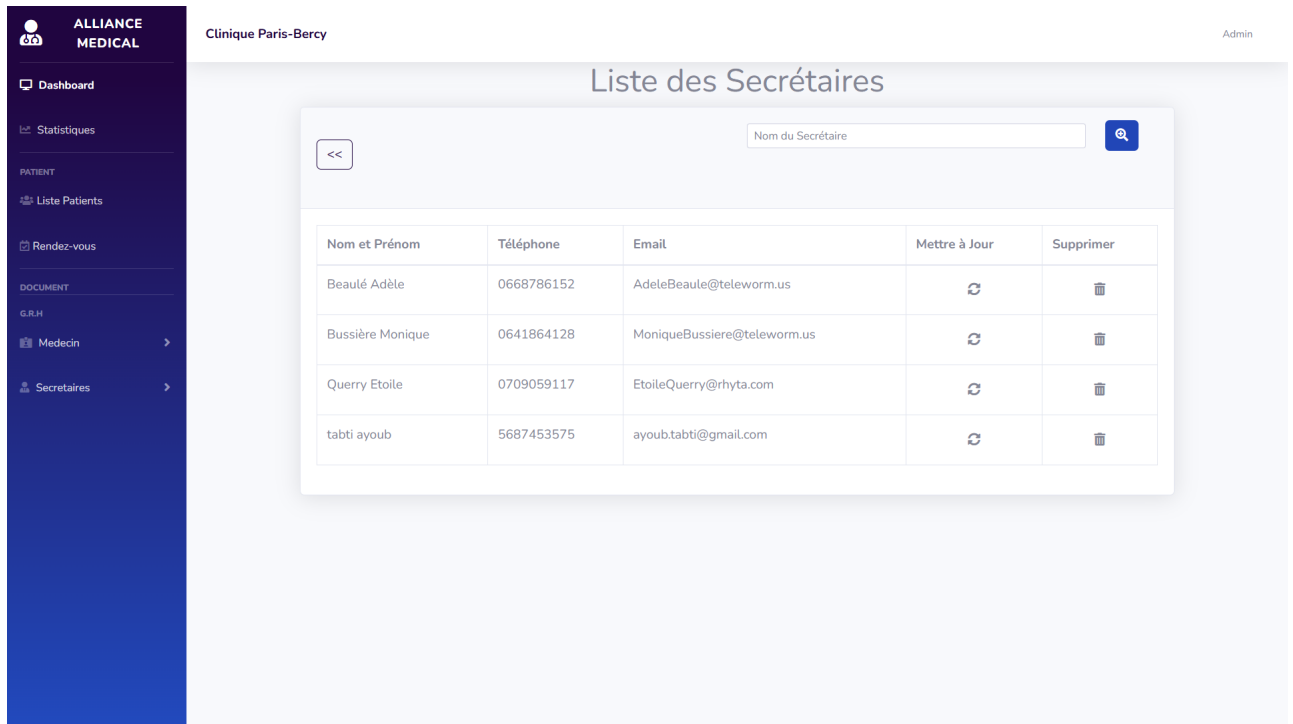 ALLIANCE
MEDICAL
Clinique Paris-Bercy
Admin
Dashboard
Statistiques
PATIENT
Liste Patients
Rendez-vous
DOCUMENT
G.R.H
Medecin
Secretaires
Liste des Secrétaires
Nom du Secrétaire
<<
Nom et Prénom Téléphone Email Mettre à Jour Supprimer
Beaulé Adèle 0668786152 AdeleBeaule@teleworm.us
Bussière Monique 0641864128 MoniqueBussiere@teleworm.us
Querry Etoile 0709059117 EtoileQuerry@rhyta.com
tabti ayoub 5687453575 ayoub.tabti@gmail.com